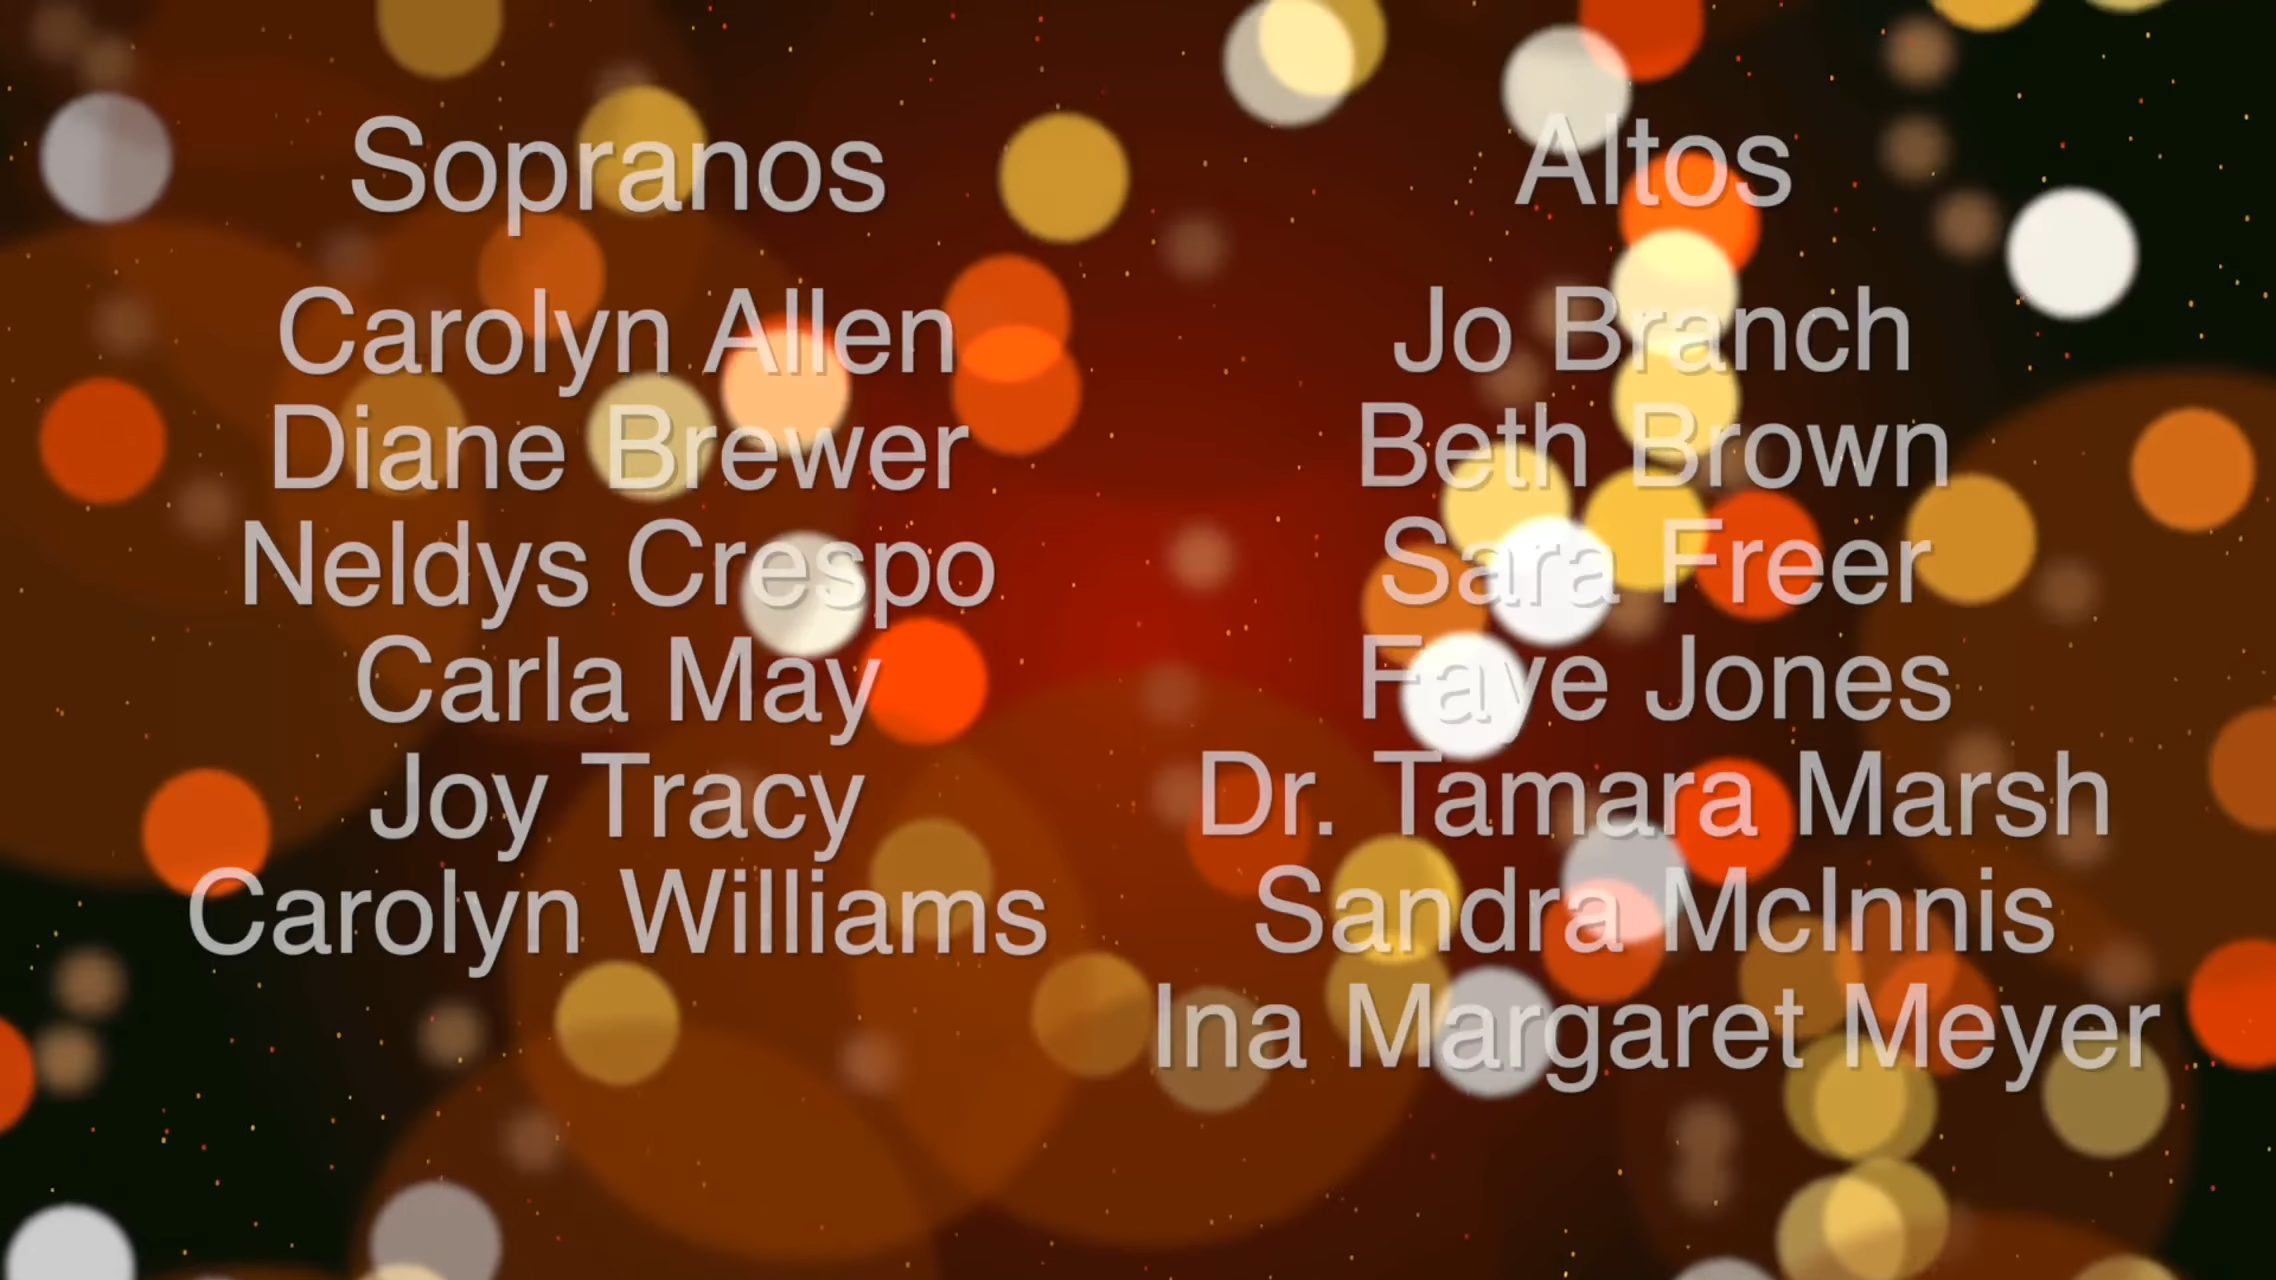 Sopranos
Carolyn Allen
Diane Brewer
Neldys Crespo
Carla May
Joy Tracy
Carolyn Williams
Altos
Jo Branch
Beth Brown
Sara Freer
Faye Jones
Dr. Tamara Marsh
Sandra McInnis
Ina Margaret Meyer